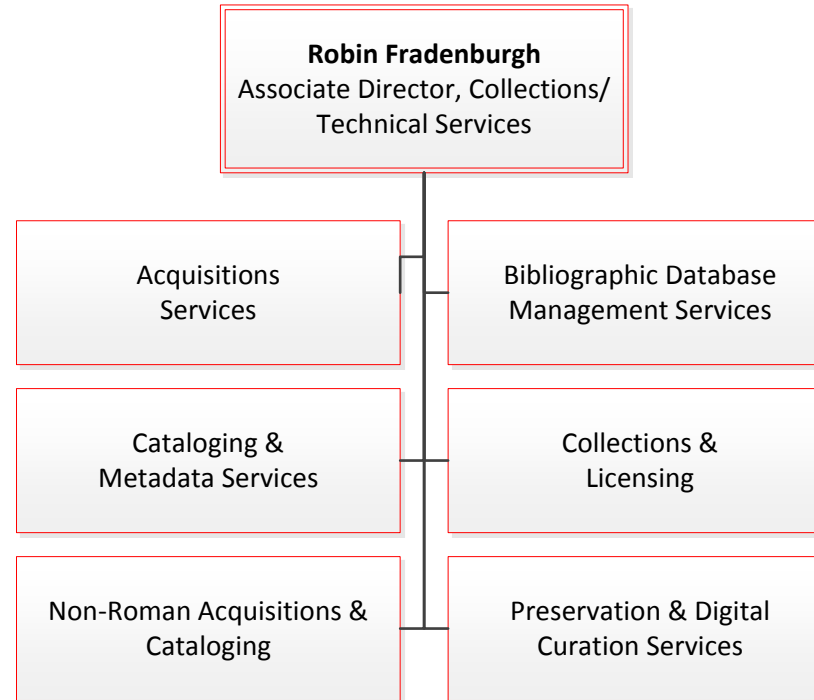 Robin Fradenburgh
Associate Director, Collections/
Technical Services
Acquisitions
Services
Bibliographic Database
Management Services
Cataloging &
Metadata Services
Collections &
Licensing
Non-Roman Acquisitions &
Cataloging
Preservation & Digital
Curation Services